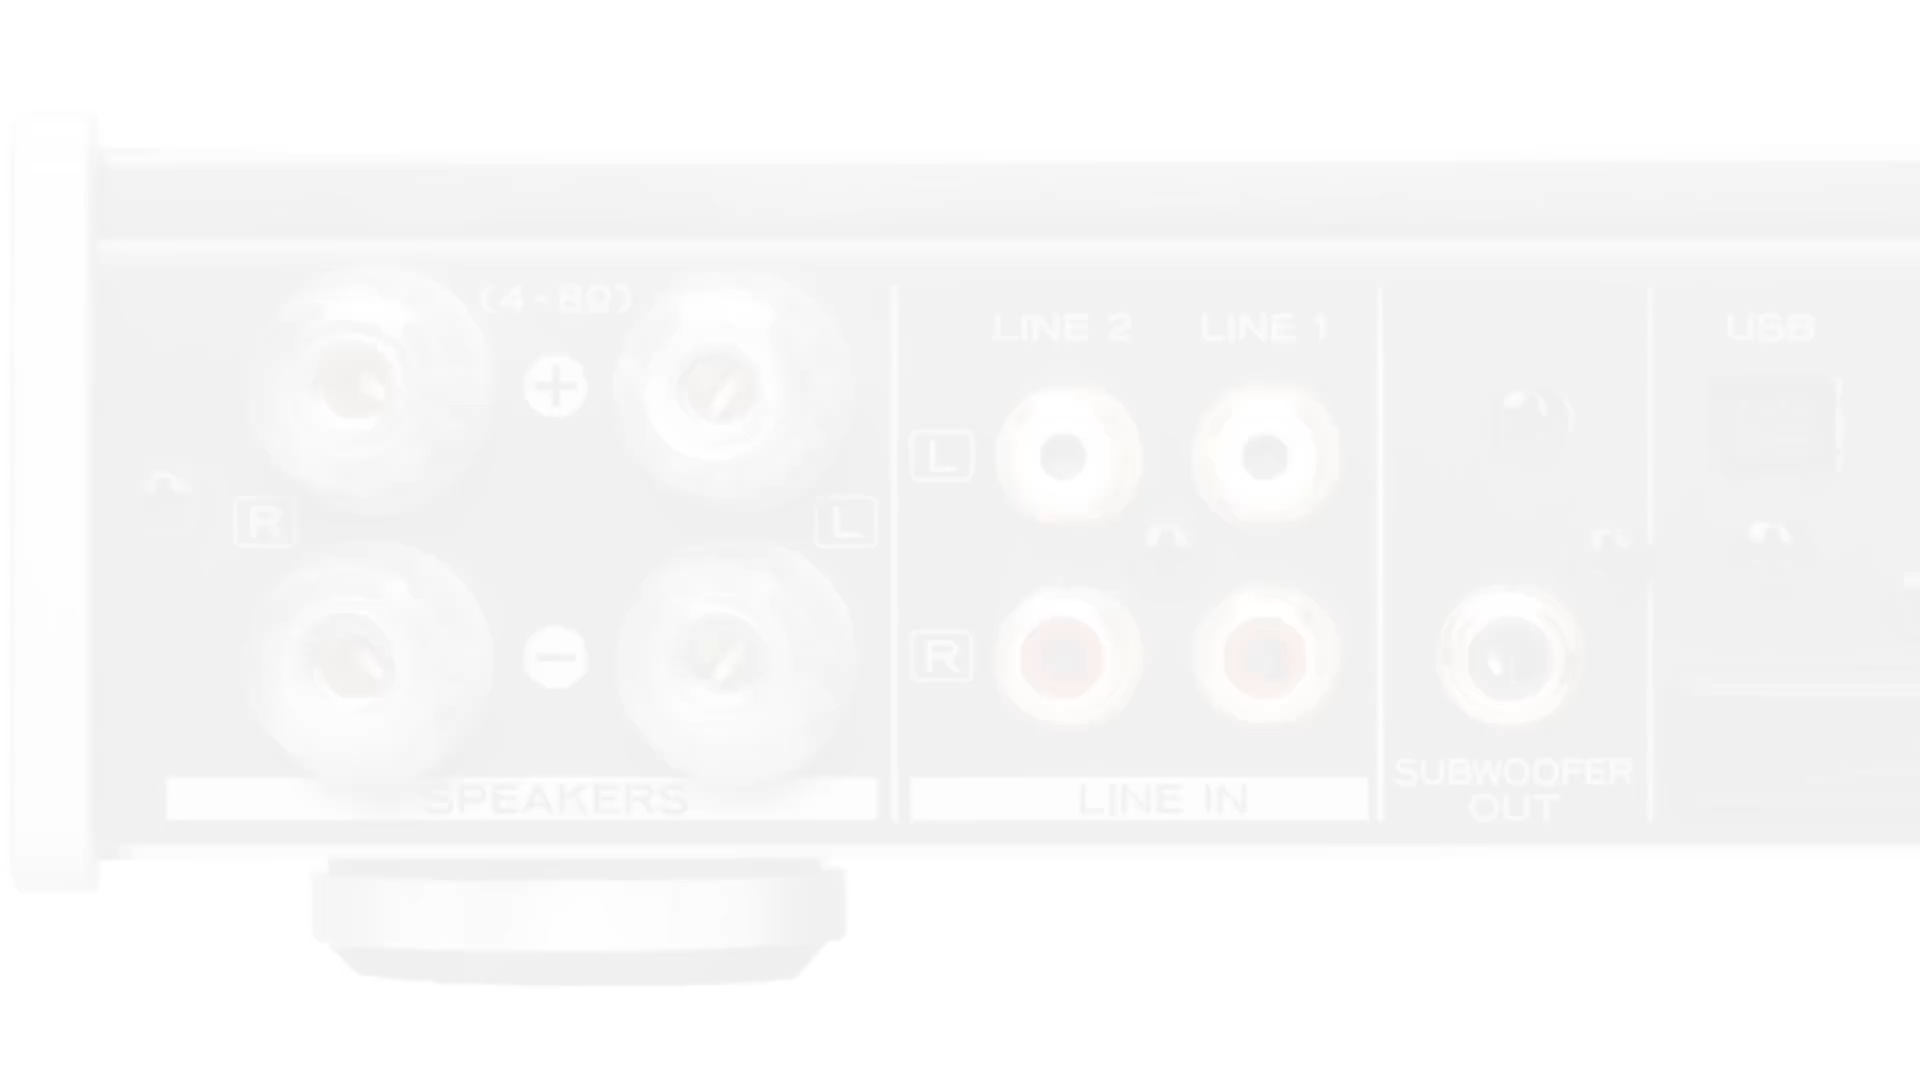 (4-8Ω)
LINE 2
LINE 1
USB
L
R
L
R
SPEAKERS
LINE IN
SUBWOOFER
OUT